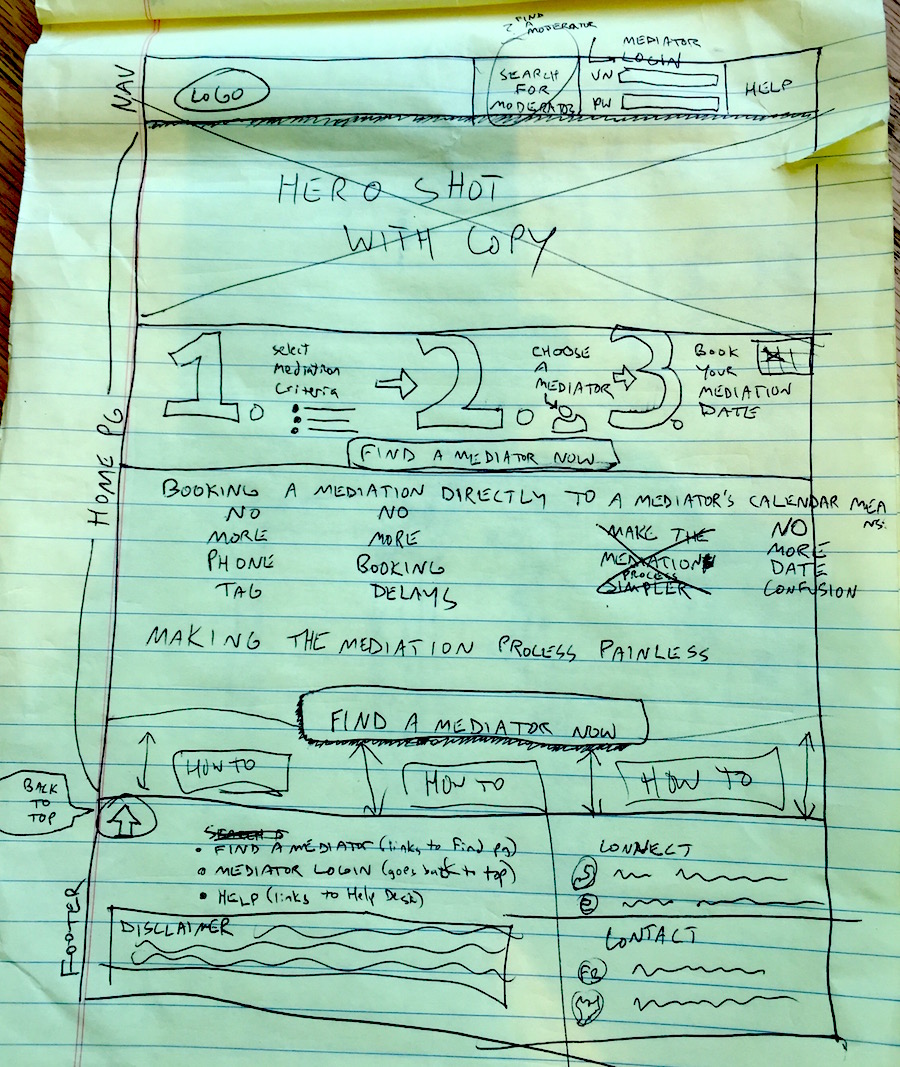 ? FIND
A
MODERATOR
MEDIATOR
LOGIN
NAV
LOGO
SEARCH
FOR
MODERATOR
UN
PW
HELP
HERO SHOT
WITH COPY
HOME PG
1.
Select
Mediation
Criteria
2.
CHOOSE
A
MEDIATOR
3.
BOOK
YOUR
MEDIATION
DATE
FIND A MEDIATOR NOW
BOOKING A MEDIATION DIRECTLY TO A MEDIATOR'S CALENDAR MEA
NS:
NO
MORE
PHONE
TAG
NO
MORE
BOOKING
DELAYS
MAKE THE
MEDIATION
PROCESS
SIMPLER
NO
MORE
DATE
CONFUSION
MAKING THE MEDIATION PROCESS PAINLESS
FIND A MEDIATOR NOW
HOW TO
HOW TO
HOW TO
BACK
TO
TOP
FOOTER
SEARCH
• FIND A MEDIATOR (links to Find pg)
• MEDIATOR LOGIN (goes back to top)
• HELP (links to Help Desk)
DISCLAIMER
CONNECT
CONTACT